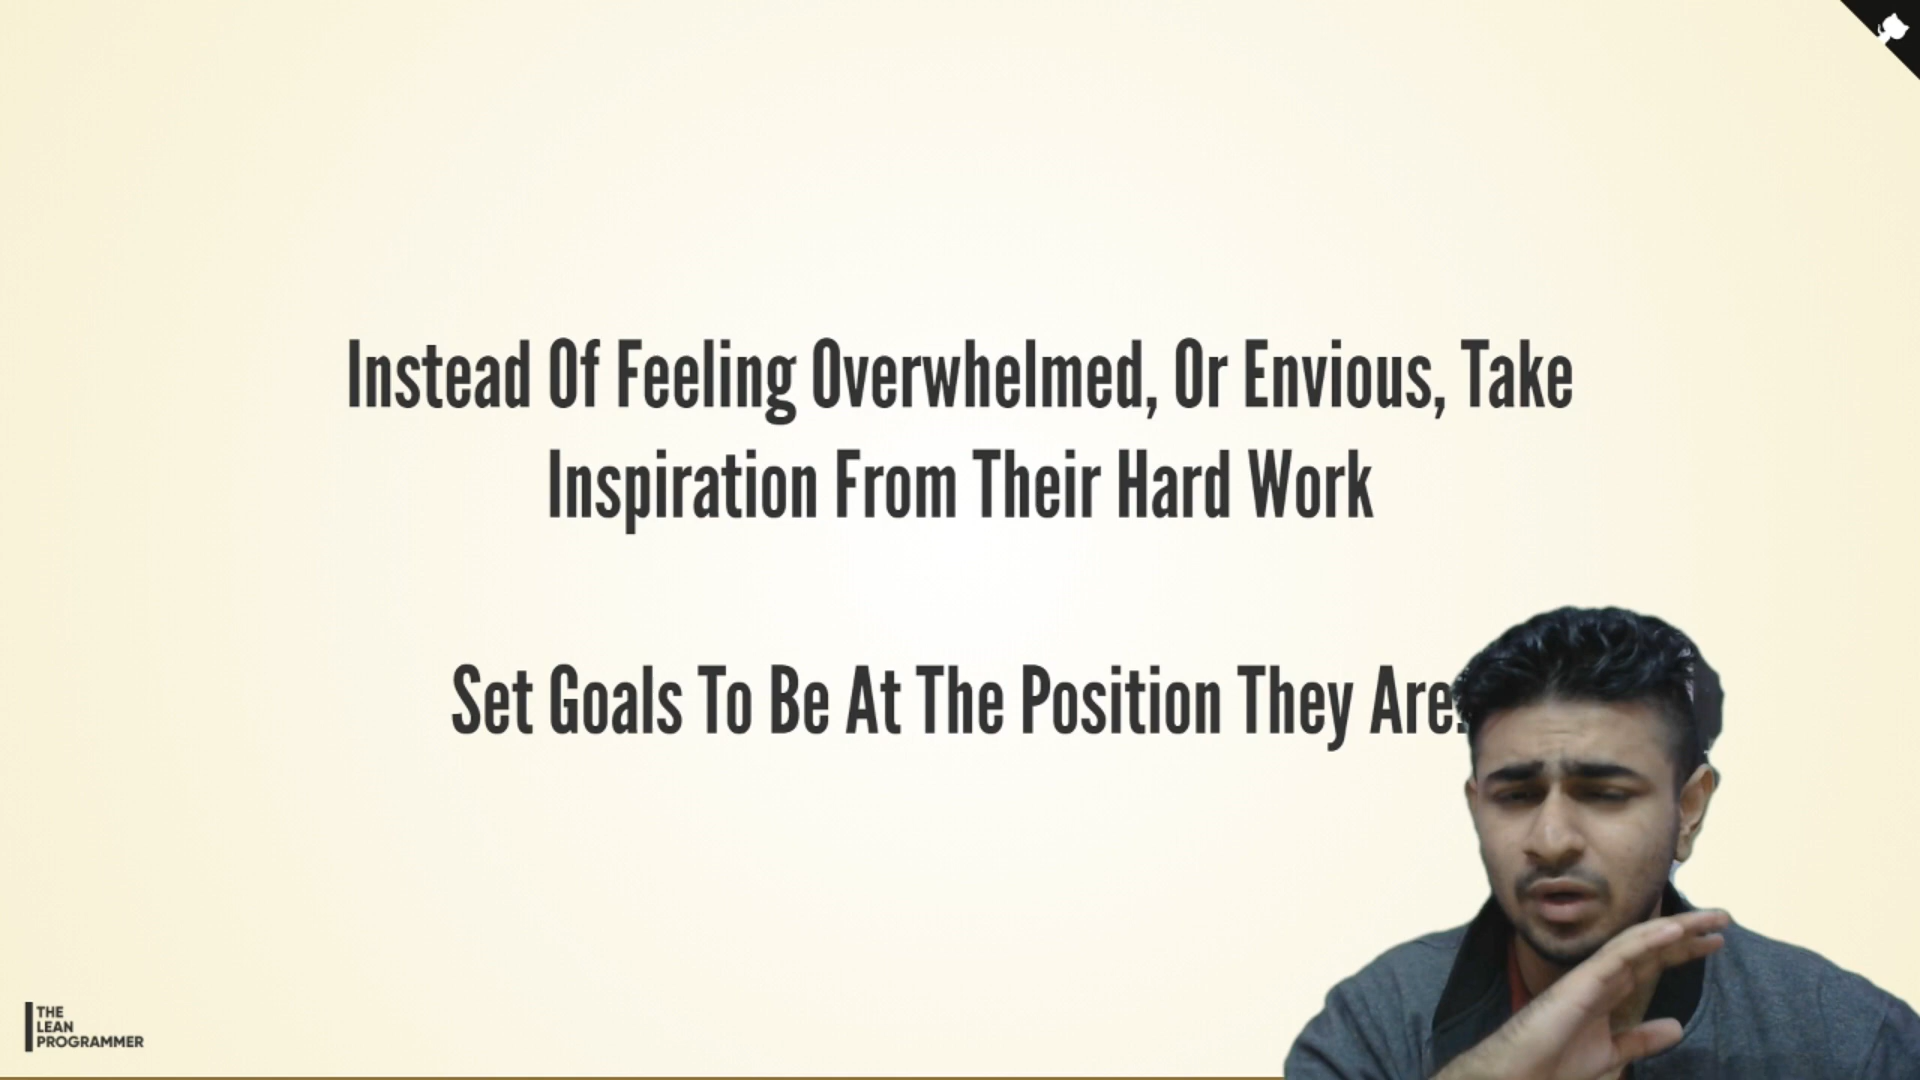 Instead Of Feeling Overwhelmed, Or Envious, Take
Inspiration From Their Hard Work
Set Goals To Be At The Position They Are.
THE
LEAN
PROGRAMMER